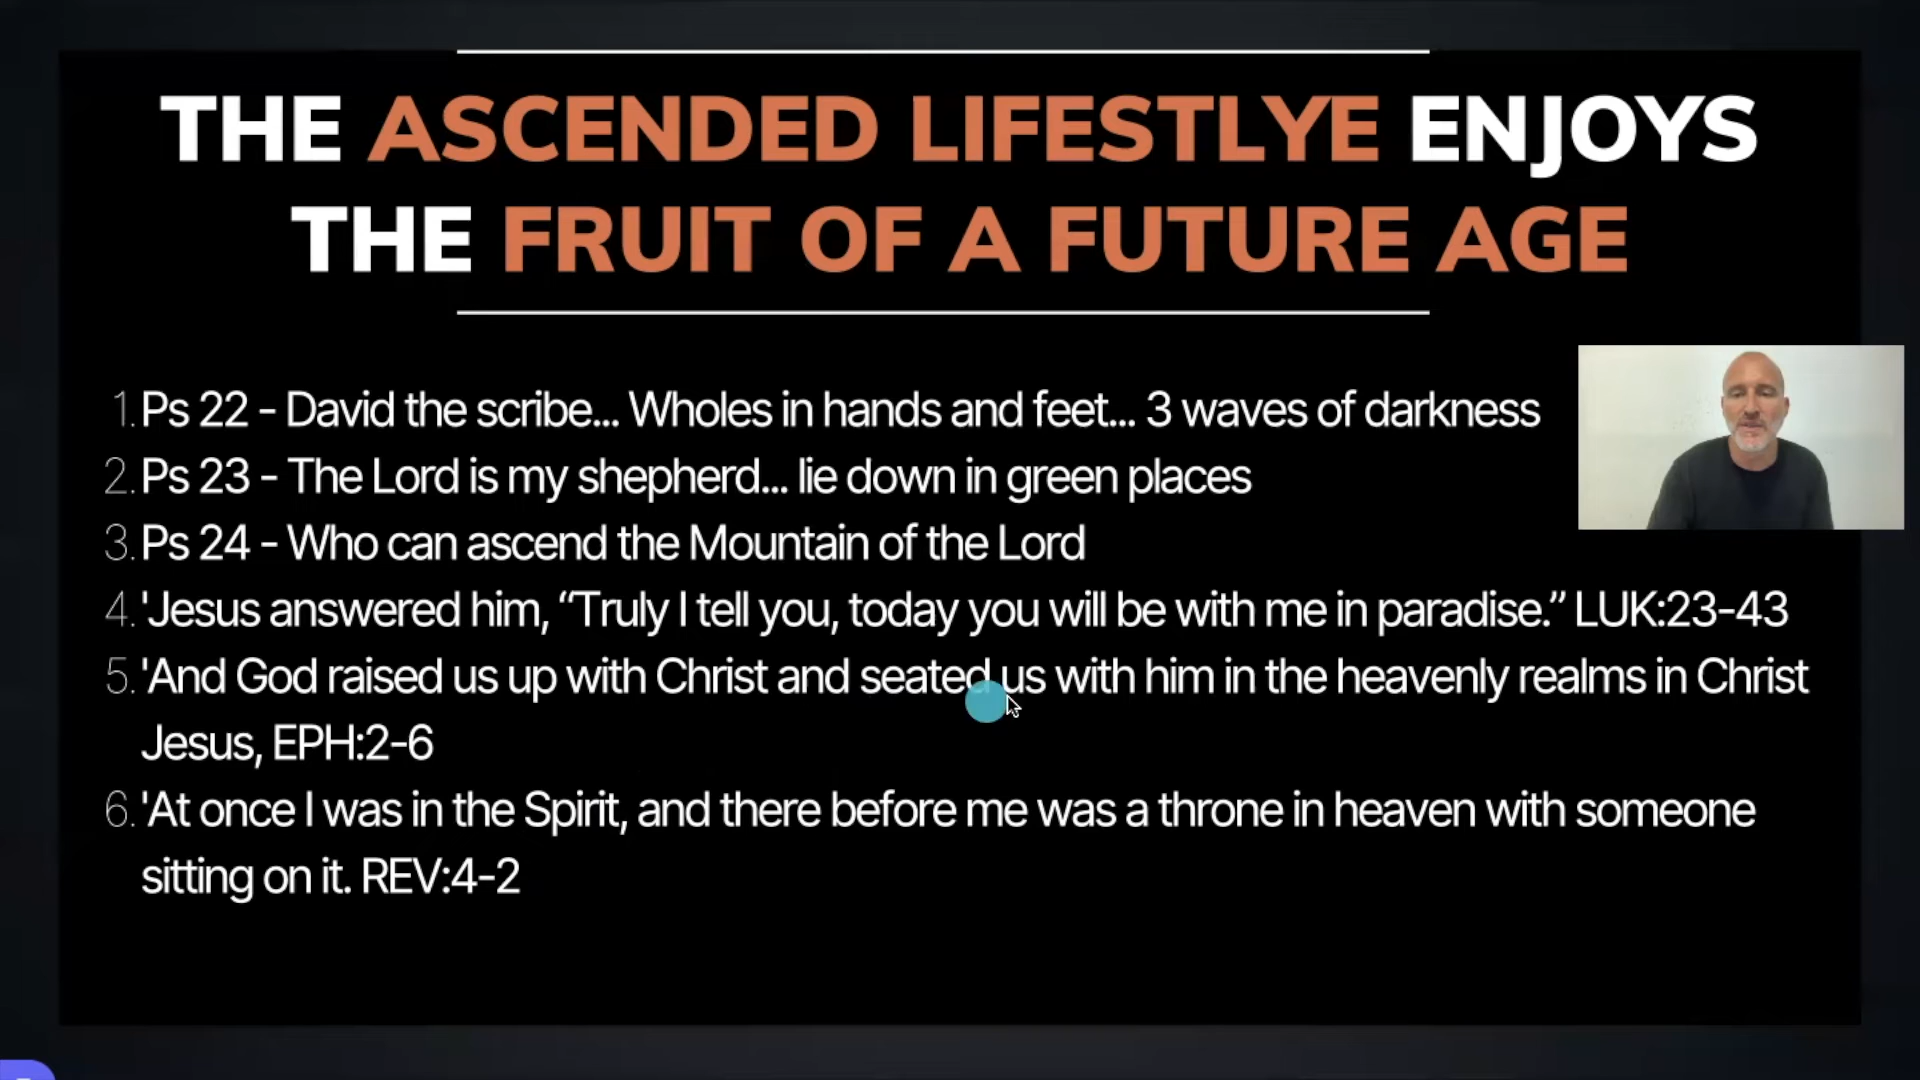 THE ASCENDED LIFESTLYE ENJOYS
THE FRUIT OF A FUTURE AGE
1. Ps 22 - David the scribe... Wholes in hands and feet... 3 waves of darkness
2. Ps 23 - The Lord is my shepherd... lie down in green places
3. Ps 24 - Who can ascend the Mountain of the Lord
4. 'Jesus answered him, “Truly I tell you, today you will be with me in paradise.” LUK:23-43
5. 'And God raised us up with Christ and seated us with him in the heavenly realms in Christ
Jesus, EPH:2-6
6. 'At once I was in the Spirit, and there before me was a throne in heaven with someone
sitting on it. REV:4-2